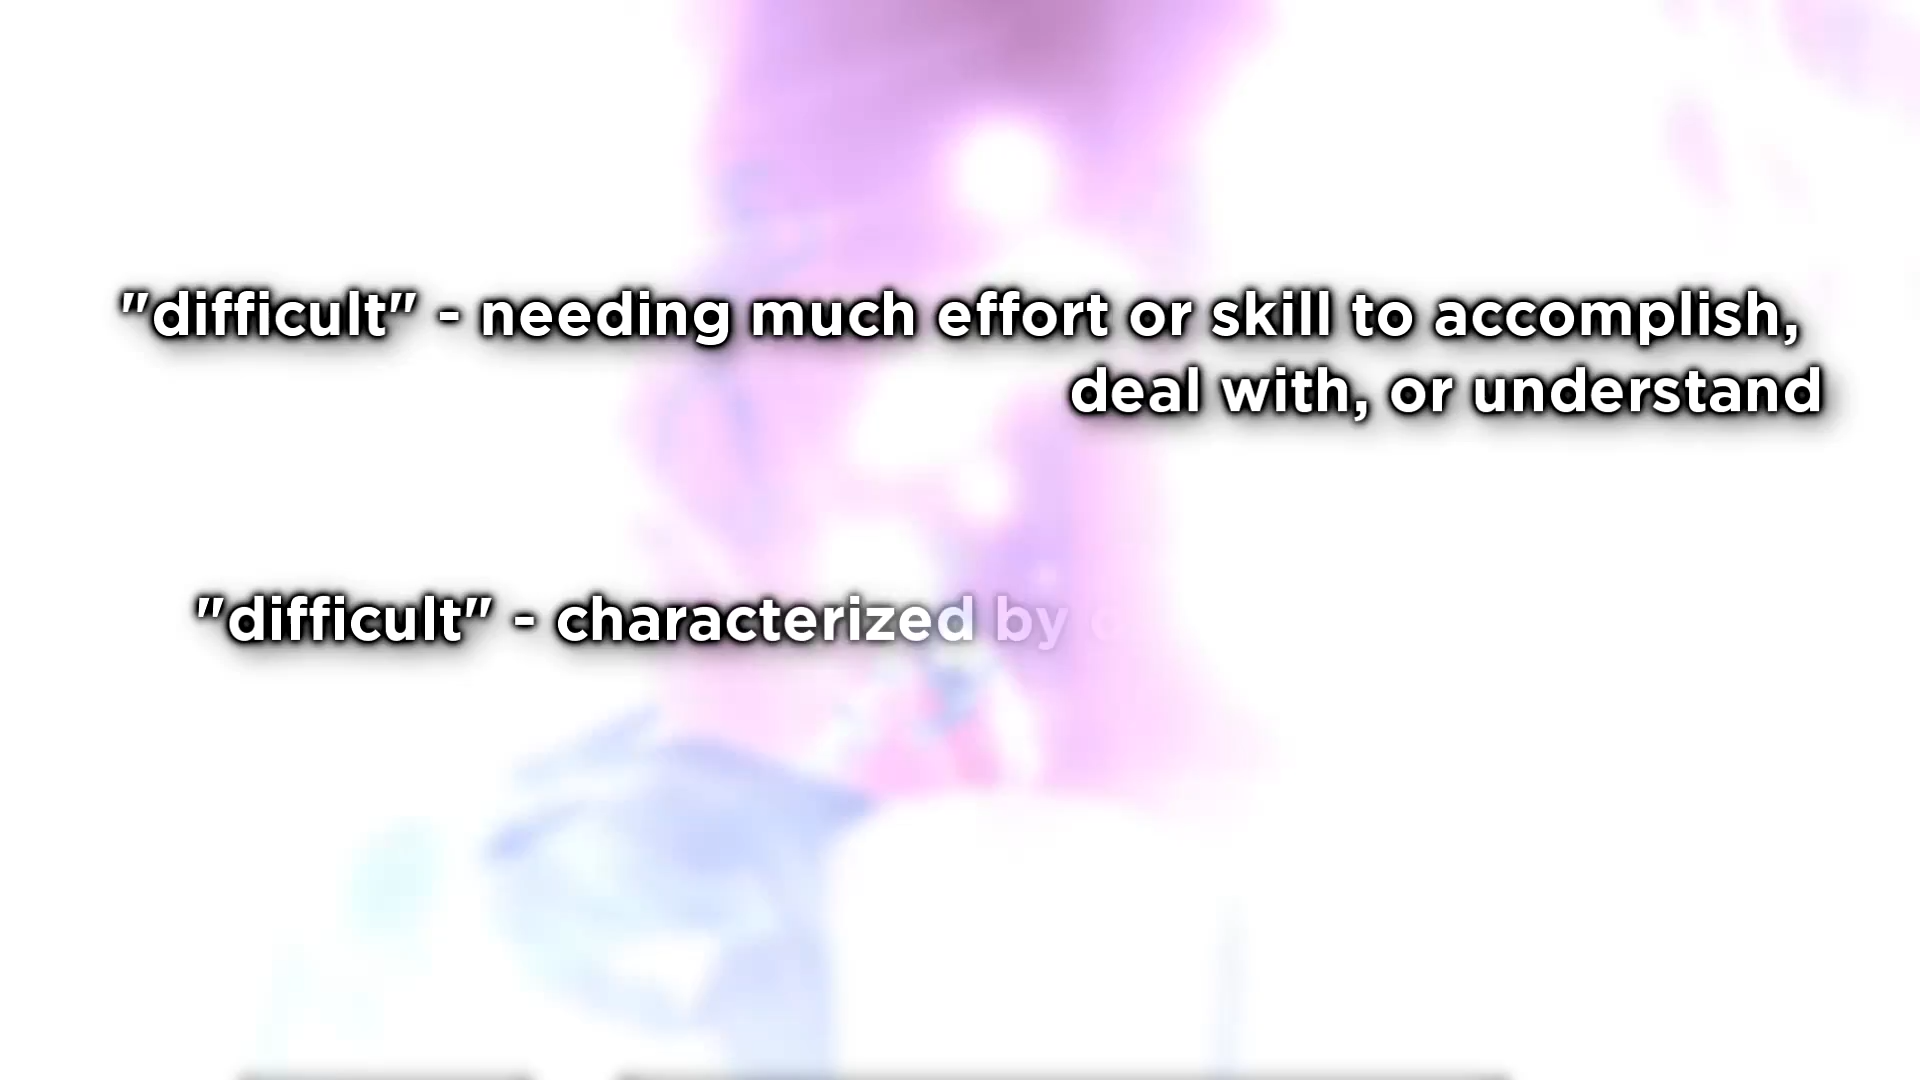 "difficult" - needing much effort or skill to accomplish,
deal with, or understand
"difficult" - characterized by